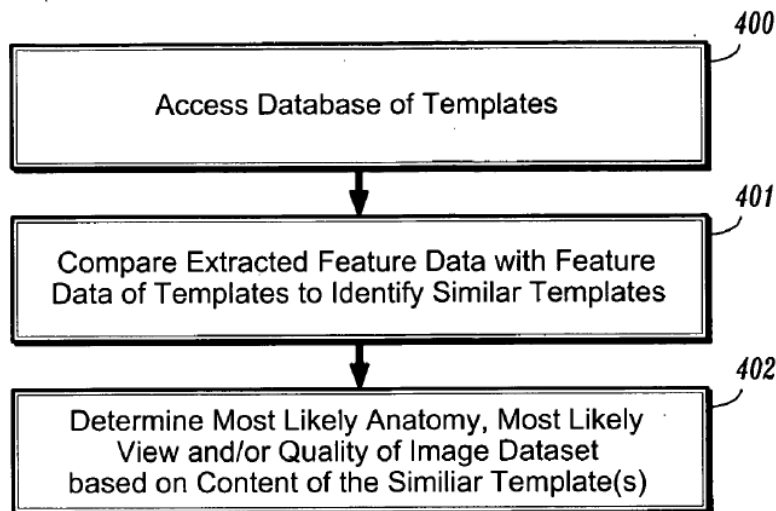 400
Access Database of Templates
401
Compare Extracted Feature Data with Feature
Data of Templates to Identify Similar Templates
402
Determine Most Likely Anatomy, Most Likely
View and/or Quality of Image Dataset
based on Content of the Similiar Template(s)